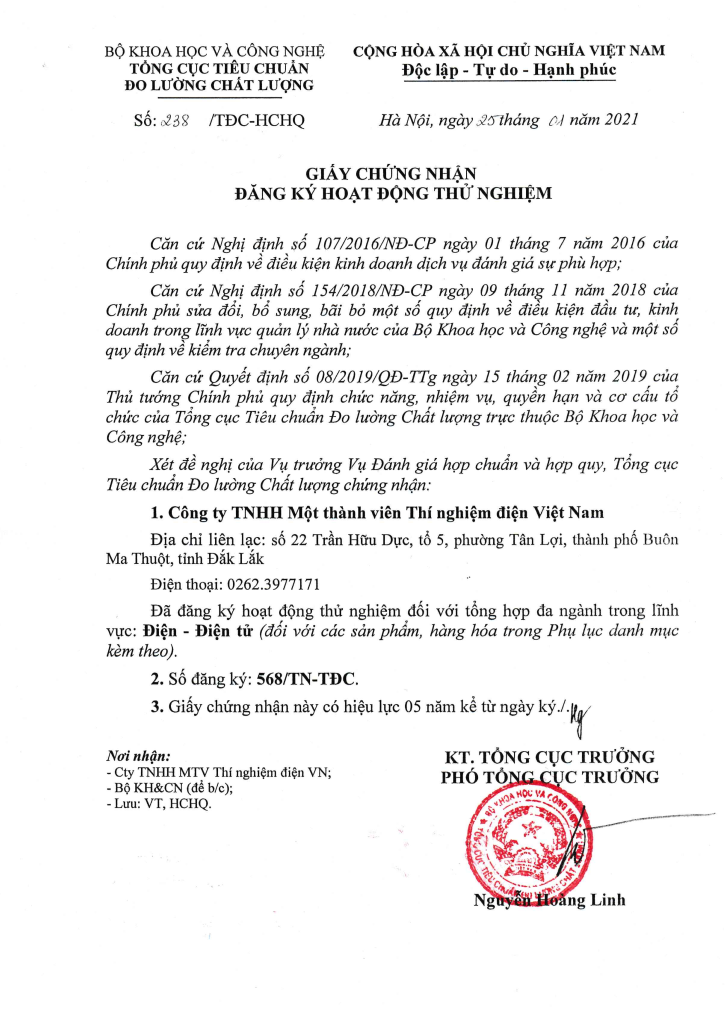 BỘ KHOA HỌC VÀ CÔNG NGHỆ
TỔNG CỤC TIÊU CHUẨN
ĐO LƯỜNG CHẤT LƯỢNG
Số: 238 /TĐC-HCHQ
CỘNG HÒA XÃ HỘI CHỦ NGHĨA VIỆT NAM
Độc lập - Tự do - Hạnh phúc
Hà Nội, ngày 25 tháng 01 năm 2021
GIẤY CHỨNG NHẬN
ĐĂNG KÝ HOẠT ĐỘNG THỬ NGHIỆM
Căn cứ Nghị định số 107/2016/NĐ-CP ngày 01 tháng 7 năm 2016 của
Chính phủ quy định về điều kiện kinh doanh dịch vụ đánh giá sự phù hợp;
Căn cứ Nghị định số 154/2018/NĐ-CP ngày 09 tháng 11 năm 2018 của
Chính phủ sửa đổi, bổ sung, bãi bỏ một số quy định về điều kiện đầu tư, kinh
doanh trong lĩnh vực quản lý nhà nước của Bộ Khoa học và Công nghệ và một số
quy định về kiểm tra chuyên ngành;
Căn cứ Quyết định số 08/2019/QĐ-TTg ngày 15 tháng 02 năm 2019 của
Thủ tướng Chính phủ quy định chức năng, nhiệm vụ, quyền hạn và cơ cấu tổ
chức của Tổng cục Tiêu chuẩn Đo lường Chất lượng trực thuộc Bộ Khoa học và
Công nghệ;
Xét đề nghị của Vụ trưởng Vụ Đánh giá hợp chuẩn và hợp quy, Tổng cục
Tiêu chuẩn Đo lường Chất lượng chứng nhận:
1. Công ty TNHH Một thành viên Thí nghiệm điện Việt Nam
Địa chỉ liên lạc: số 22 Trần Hữu Dực, tổ 5, phường Tân Lợi, thành phố Buôn
Ma Thuột, tỉnh Đắk Lắk
Điện thoại: 0262.3977171
Đã đăng ký hoạt động thử nghiệm đối với tổng hợp đa ngành trong lĩnh
vực: Điện - Điện tử (đối với các sản phẩm, hàng hóa trong Phụ lục danh mục
kèm theo).
2. Số đăng ký: 568/TN-TĐC.
3. Giấy chứng nhận này có hiệu lực 05 năm kể từ ngày ký./.
Nơi nhận:
- Cty TNHH MTV Thí nghiệm điện VN;
- Bộ KH&CN (để b/c);
- Lưu: VT, HCHQ.
KT. TỔNG CỤC TRƯỞNG
PHÓ TỔNG CỤC TRƯỞNG
BỘ KHOA HỌC VÀ CÔNG NGHỆ
Nguyễn Hoàng Linh